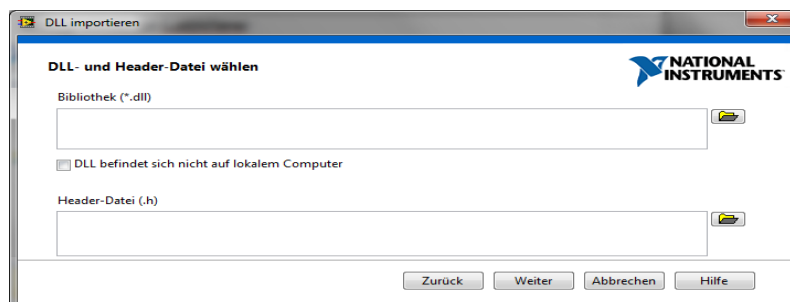 DLL importieren
DLL- und Header-Datei wählen
NATIONAL
INSTRUMENTS
Bibliothek (*.dll)
DLL befindet sich nicht auf lokalem Computer
Header-Datei (.h)
Zurück
Weiter
Abbrechen
Hilfe